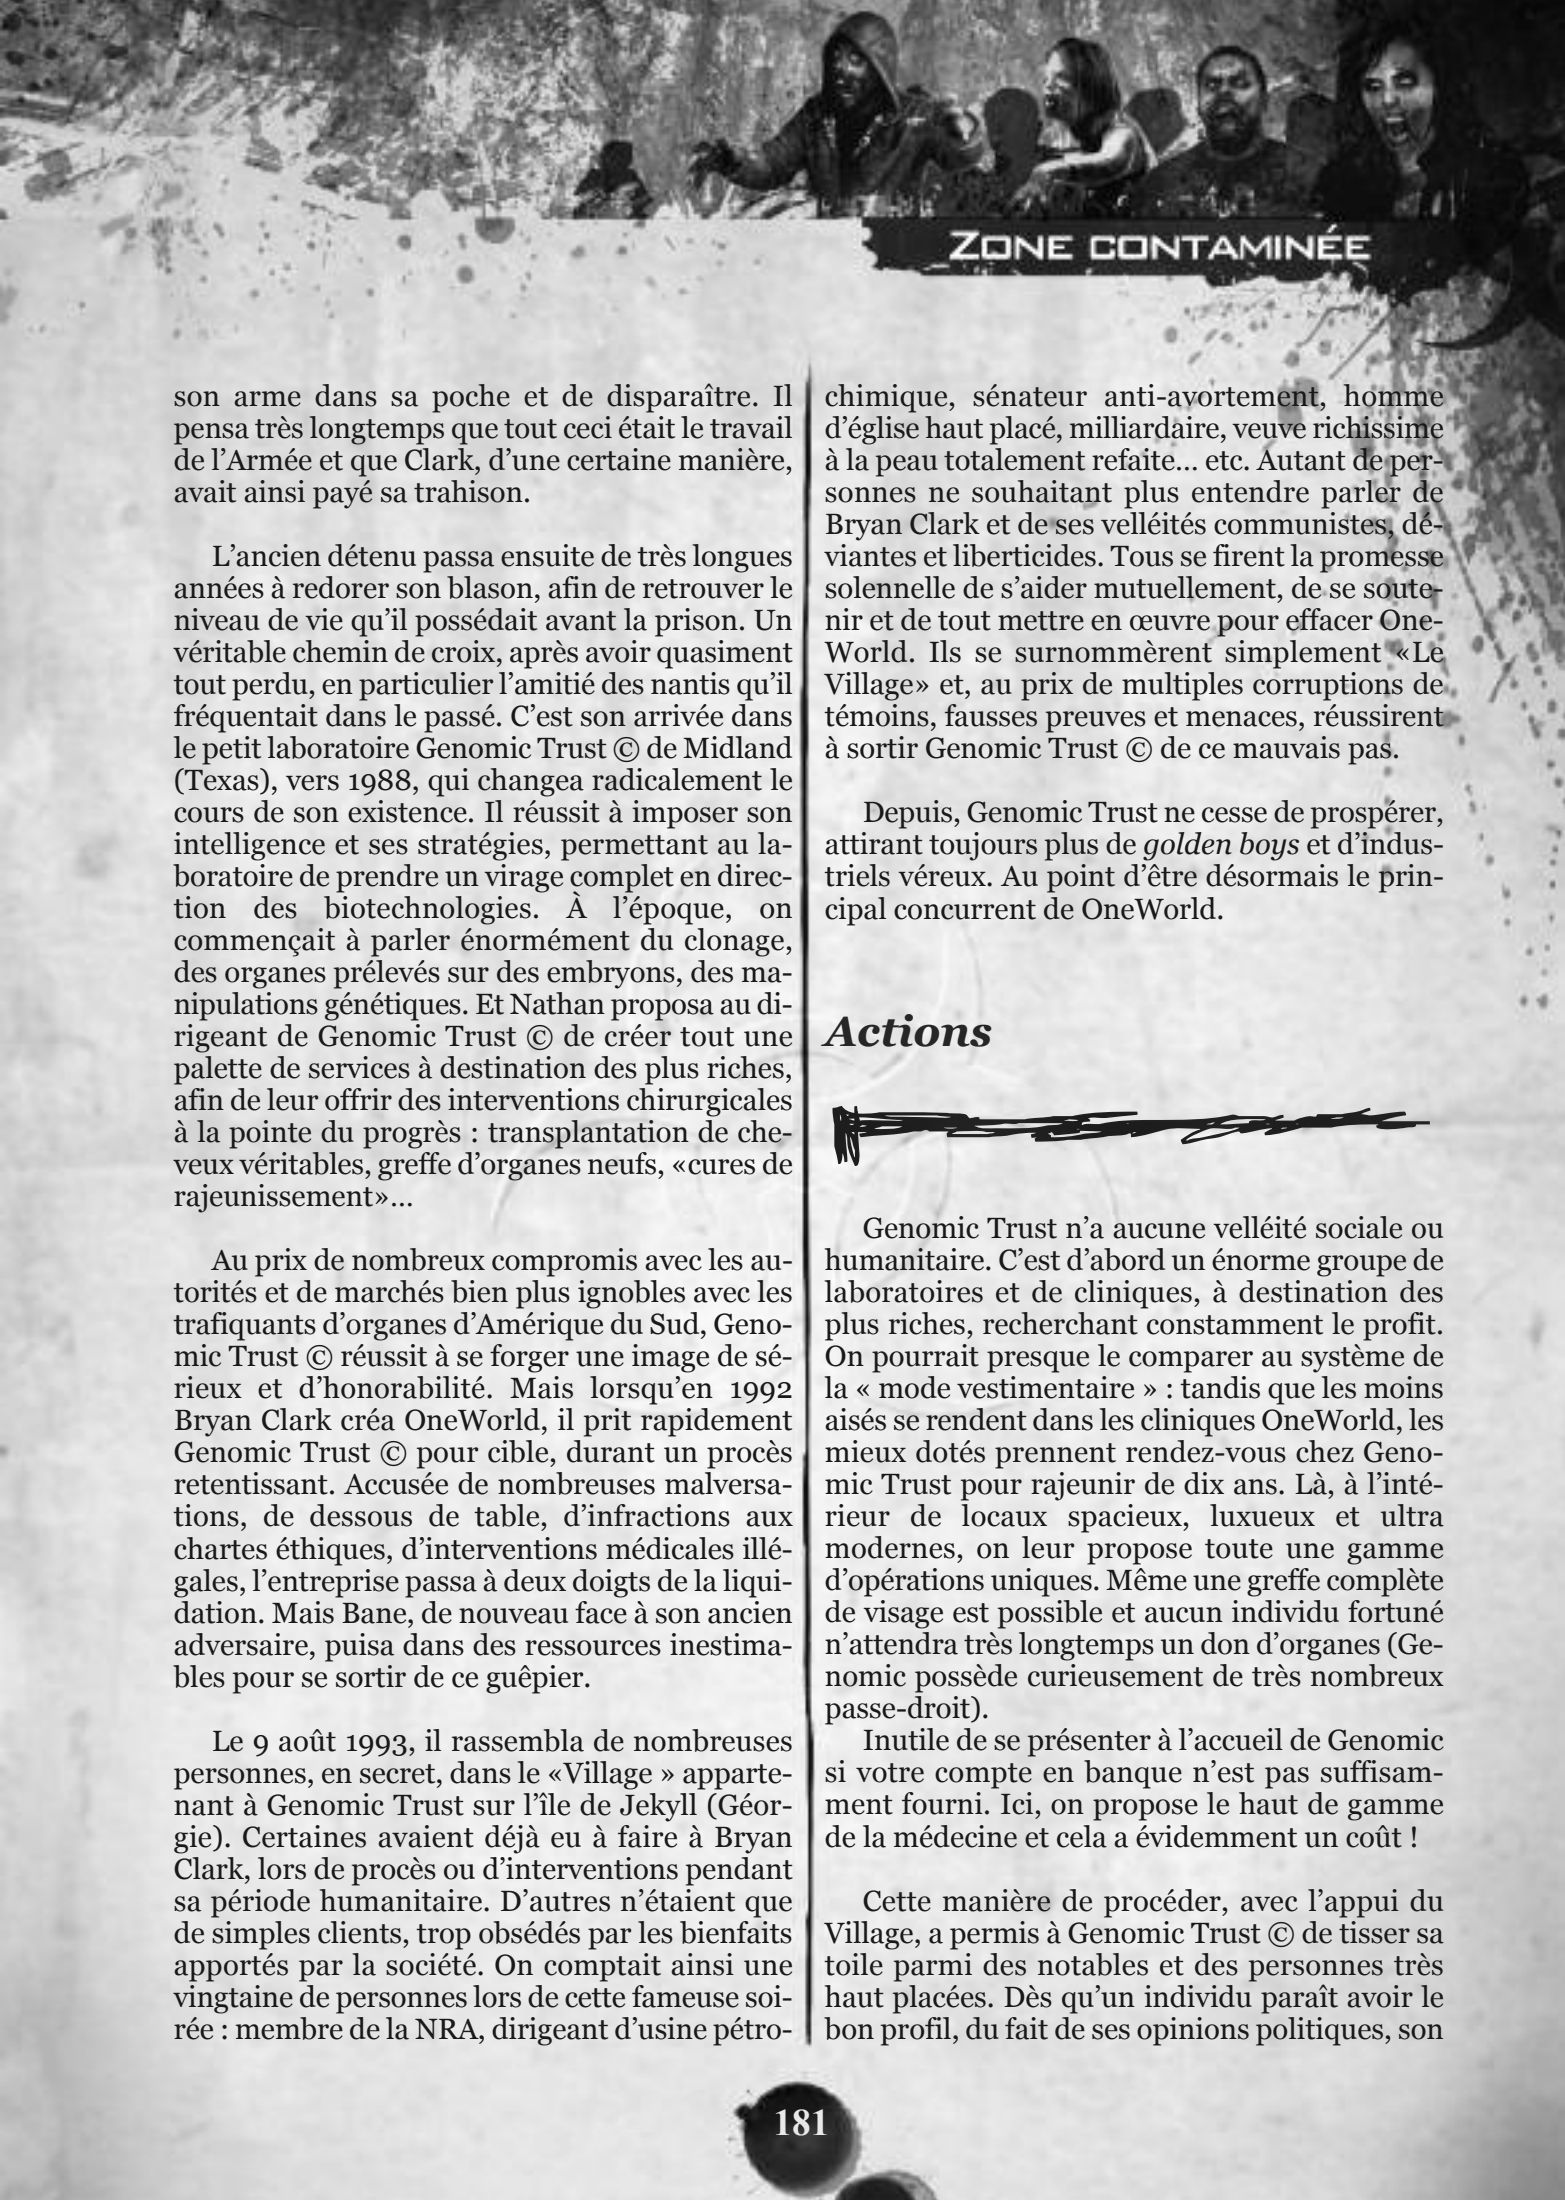 ZONE CONTAMINÉE
son arme dans sa poche et de disparaître. Il
pensa très longtemps que tout ceci était le travail
de l'Armée et que Clark, d'une certaine manière,
avait ainsi payé sa trahison.
L'ancien détenu passa ensuite de très longues
années à redorer son blason, afin de retrouver le
niveau de vie qu'il possédait avant la prison. Un
véritable chemin de croix, après avoir quasiment
tout perdu, en particulier l'amitié des nantis qu'il
fréquentait dans le passé. C'est son arrivée dans
le petit laboratoire Genomic Trust © de Midland
(Texas), vers 1988, qui changea radicalement le
cours de son existence. Il réussit à imposer son
intelligence et ses stratégies, permettant au la-
boratoire de prendre un virage complet en direc-
tion des biotechnologies. À l'époque, on
commençait à parler énormément du clonage,
des organes prélevés sur des embryons, des ma-
nipulations génétiques. Et Nathan proposa au di-
rigeant de Genomic Trust © de créer tout une
palette de services à destination des plus riches,
afin de leur offrir des interventions chirurgicales
à la pointe du progrès : transplantation de che-
veux véritables, greffe d'organes neufs, «cures de
rajeunissement»...
Au prix de nombreux compromis avec les au-
torités et de marchés bien plus ignobles avec les
trafiquants d'organes d'Amérique du Sud, Geno-
mic Trust © réussit à se forger une image de sé-
rieux et d'honorabilité. Mais lorsqu'en 1992
Bryan Clark créa OneWorld, il prit rapidement
Genomic Trust © pour cible, durant un procès
retentissant. Accusée de nombreuses malversa-
tions, de dessous de table, d'infractions aux
chartes éthiques, d'interventions médicales illé-
gales, l'entreprise passa à deux doigts de la liqui-
dation. Mais Bane, de nouveau face à son ancien
adversaire, puisa dans des ressources inestima-
bles pour se sortir de ce guêpier.
Le 9 août 1993, il rassembla de nombreuses
personnes, en secret, dans le «Village » apparte-
nant à Genomic Trust sur l'île de Jekyll (Géor-
gie). Certaines avaient déjà eu à faire à Bryan
Clark, lors de procès ou d'interventions pendant
sa période humanitaire. D'autres n'étaient que
de simples clients, trop obsédés par les bienfaits
apportés par la société. On comptait ainsi une
vingtaine de personnes lors de cette fameuse soi-
rée : membre de la NRA, dirigeant d'usine pétro-
chimique, sénateur anti-avortement, homme
d'église haut placé, milliardaire, veuve richissime
à la peau totalement refaite... etc. Autant de per-
sonnes ne souhaitant plus entendre parler de
Bryan Clark et de ses velléités communistes, dé-
viantes et liberticides. Tous se firent la promesse
solennelle de s'aider mutuellement, de se soute-
nir et de tout mettre en œuvre pour effacer One-
World. Ils se surnommèrent simplement «Le
Village» et, au prix de multiples corruptions de
témoins, fausses preuves et menaces, réussirent
à sortir Genomic Trust © de ce mauvais pas.
Depuis, Genomic Trust ne cesse de prospérer,
attirant toujours plus de golden boys et d'indus-
triels véreux. Au point d'être désormais le prin-
cipal concurrent de OneWorld.
Actions
Genomic Trust n'a aucune velléité sociale ou
humanitaire. C'est d'abord un énorme groupe de
laboratoires et de cliniques, à destination des
plus riches, recherchant constamment le profit.
On pourrait presque le comparer au système de
la « mode vestimentaire » : tandis que les moins
aisés se rendent dans les cliniques OneWorld, les
mieux dotés prennent rendez-vous chez Geno-
mic Trust pour rajeunir de dix ans. Là, à l'inté-
rieur de locaux spacieux, luxueux et ultra
modernes, on leur propose toute une gamme
d'opérations uniques. Même une greffe complète
de visage est possible et aucun individu fortuné
n'attendra très longtemps un don d'organes (Ge-
nomic possède curieusement de très nombreux
passe-droit).
Inutile de se présenter à l'accueil de Genomic
si votre compte en banque n'est pas suffisam-
ment fourni. Ici, on propose le haut de gamme
de la médecine et cela a évidemment un coût !
Cette manière de procéder, avec l'appui du
Village, a permis à Genomic Trust © de tisser sa
toile parmi des notables et des personnes très
haut placées. Dès qu'un individu paraît avoir le
bon profil, du fait de ses opinions politiques, son
181